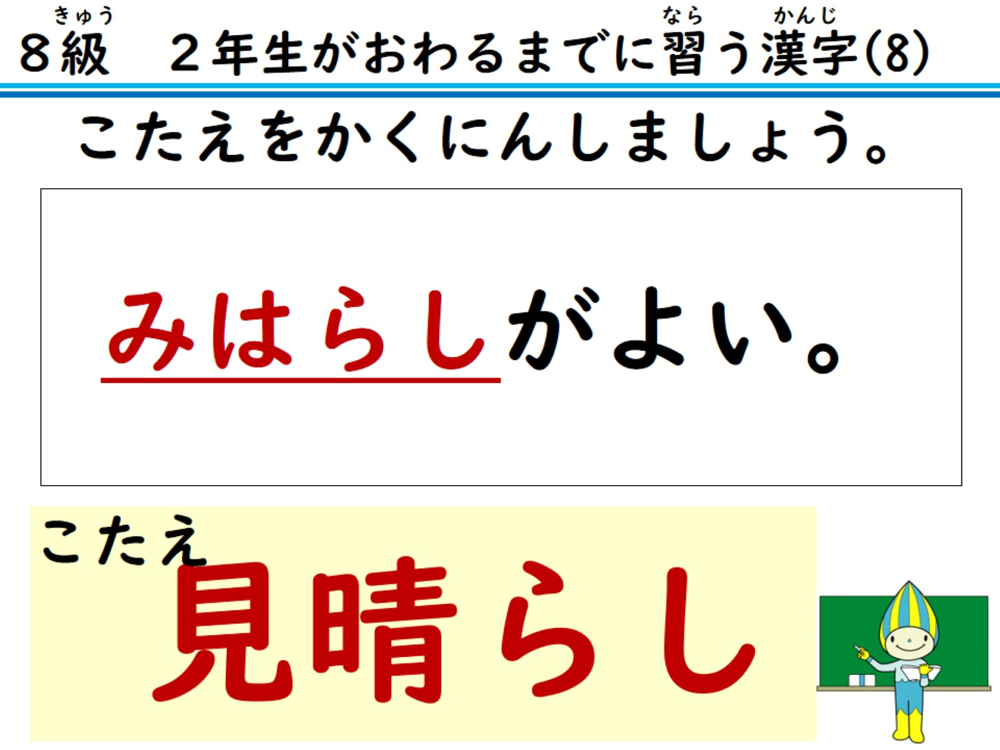 きゅう なら かんじ
８級　２年生がおわるまでに習う漢字(8)
こたえをかくにんしましょう。
みはらしがよい。
こたえ
見晴らし